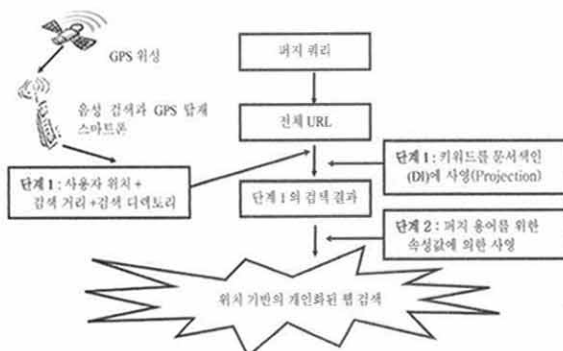 GPS 위성
음성 검색과 GPS 탑재
스마트폰
단계 1 : 사용자 위치 +
검색 거리 +검색 디렉토리
퍼지 쿼리
전체 URL
단계 1의 검색 결과
단계 1 : 키워드를 문서색인
(DI)에 사영(Projection)
단계 2 : 퍼지 용어를 위한
속성값에 의한 사영
위치 기반의 개인화된 웹 검색